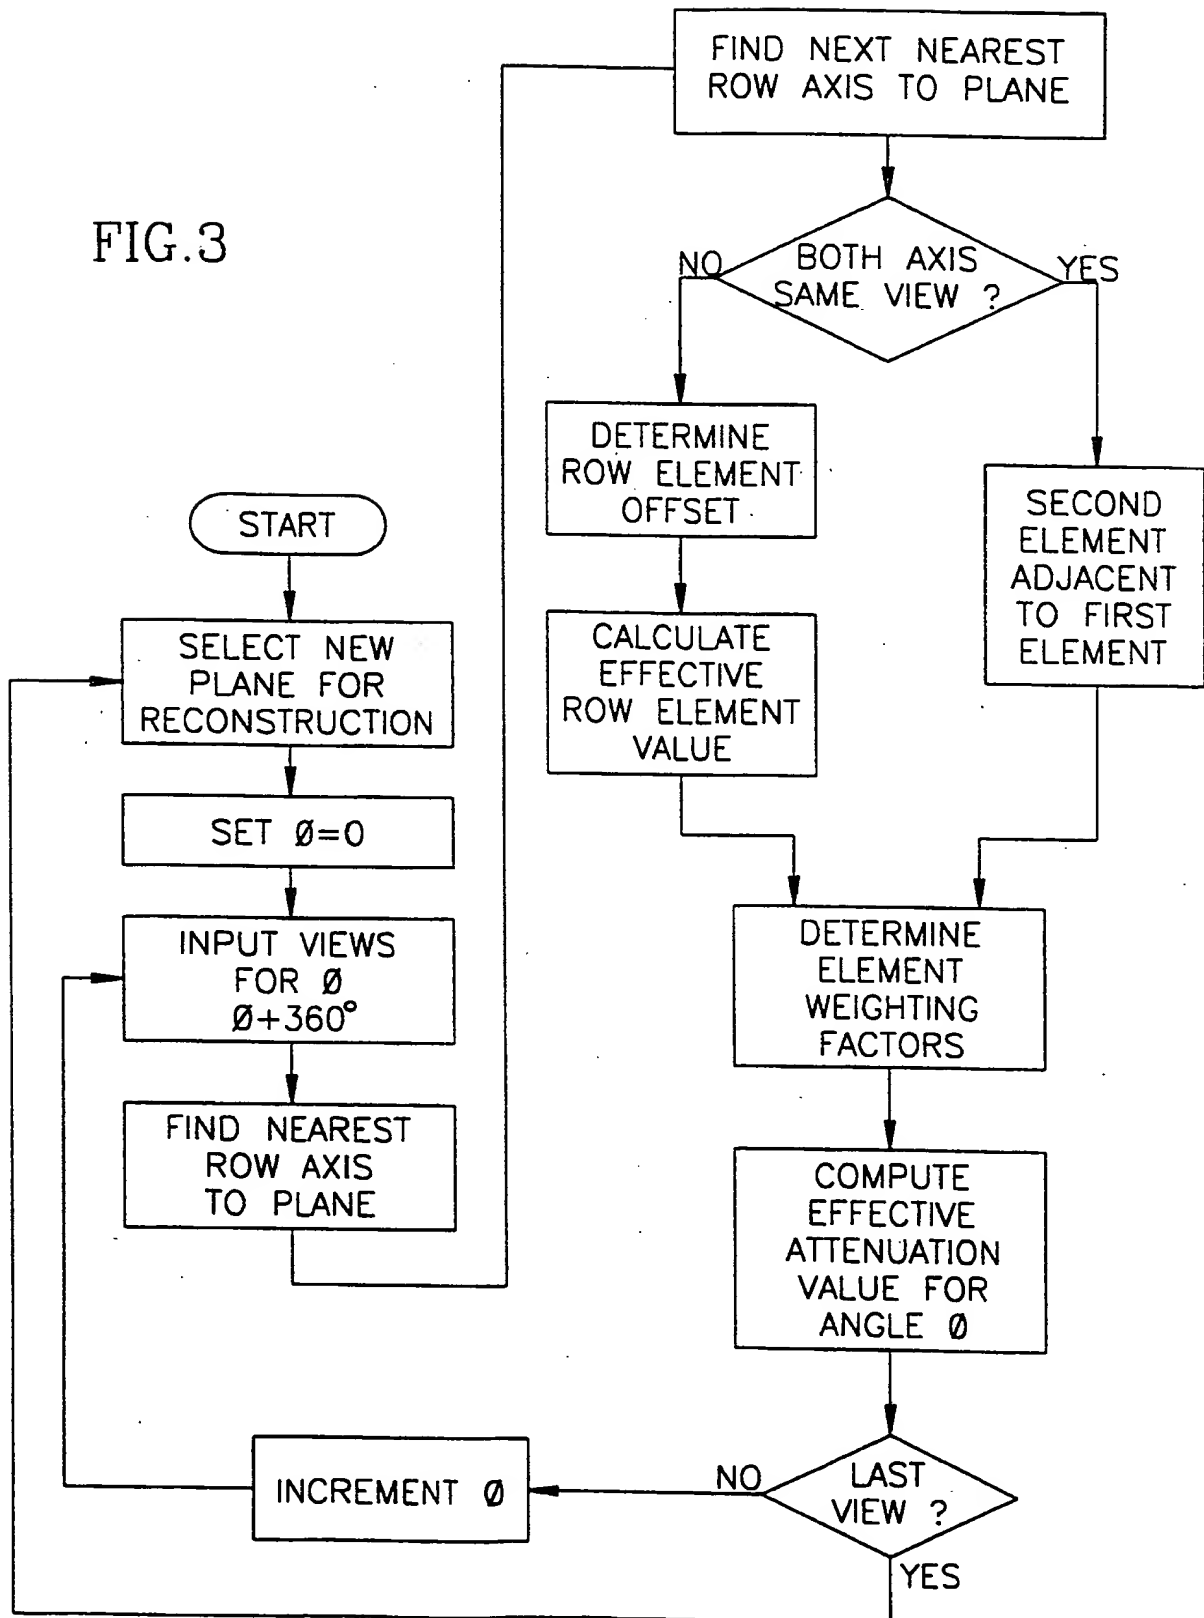 FIG.3
START
SELECT NEW
PLANE FOR
RECONSTRUCTION
SET Ø=0
INPUT VIEWS
FOR Ø
Ø+360°
FIND NEAREST
ROW AXIS
TO PLANE
FIND NEXT NEAREST
ROW AXIS TO PLANE
BOTH AXIS
SAME VIEW ?
NO
YES
DETERMINE
ROW ELEMENT
OFFSET
CALCULATE
EFFECTIVE
ROW ELEMENT
VALUE
SECOND
ELEMENT
ADJACENT
TO FIRST
ELEMENT
DETERMINE
ELEMENT
WEIGHTING
FACTORS
COMPUTE
EFFECTIVE
ATTENUATION
VALUE FOR
ANGLE Ø
LAST
VIEW ?
NO
YES
INCREMENT Ø